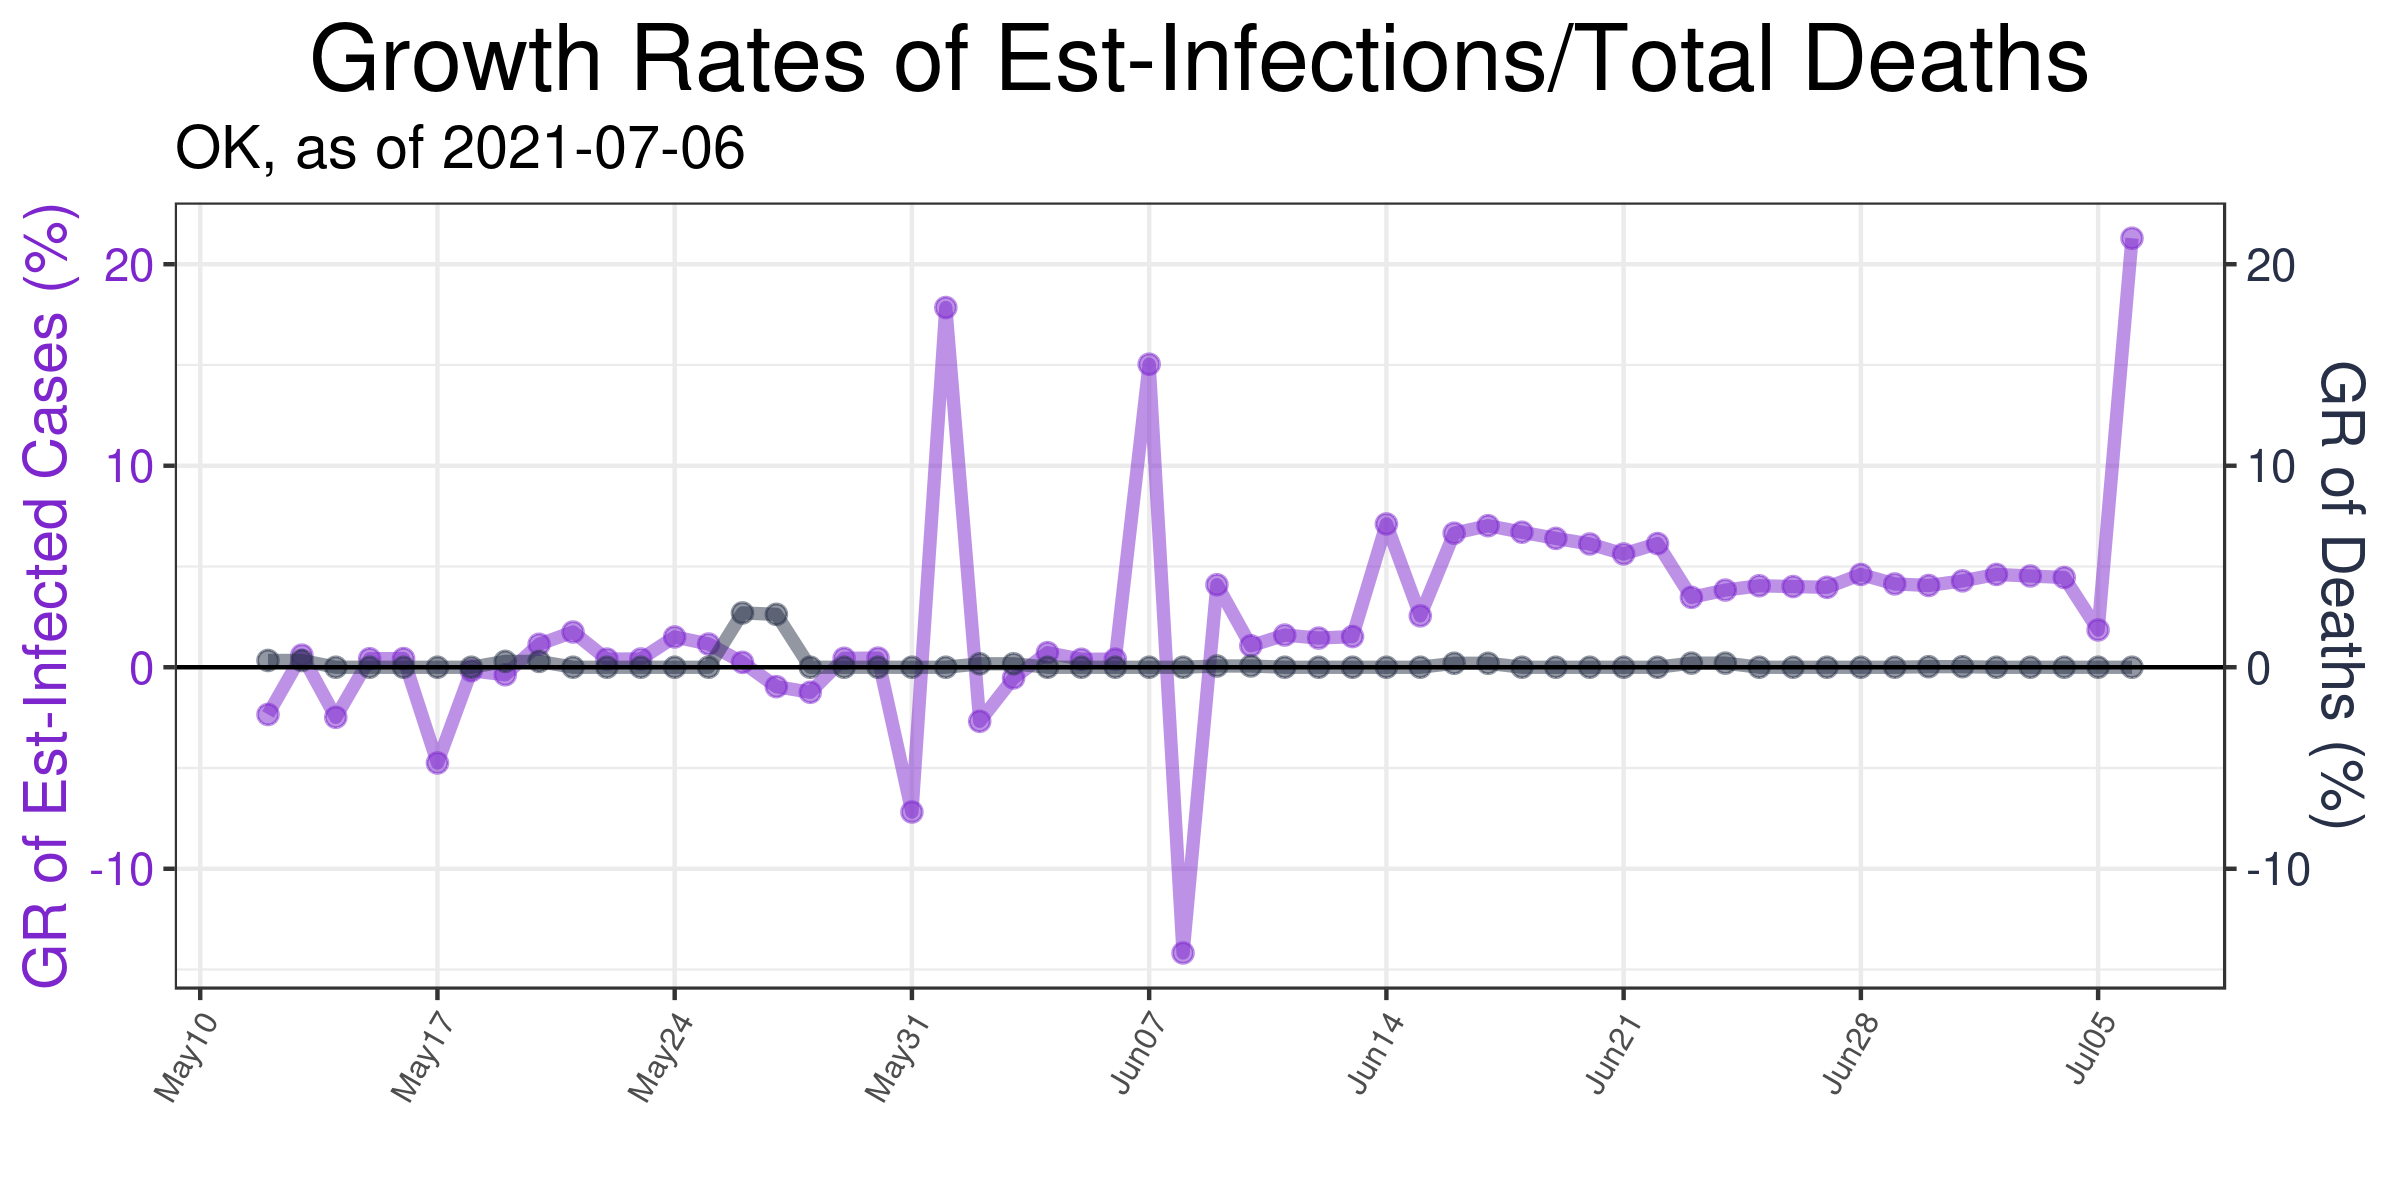 Growth Rates of Est-Infections/Total Deaths
OK, as of 2021-07-06
GR of Est-Infected Cases (%)
20
10
0
-10
20
10
0
-10
GR of Deaths (%)
May10
May17
May24
May31
Jun07
Jun14
Jun21
Jun28
Jul05